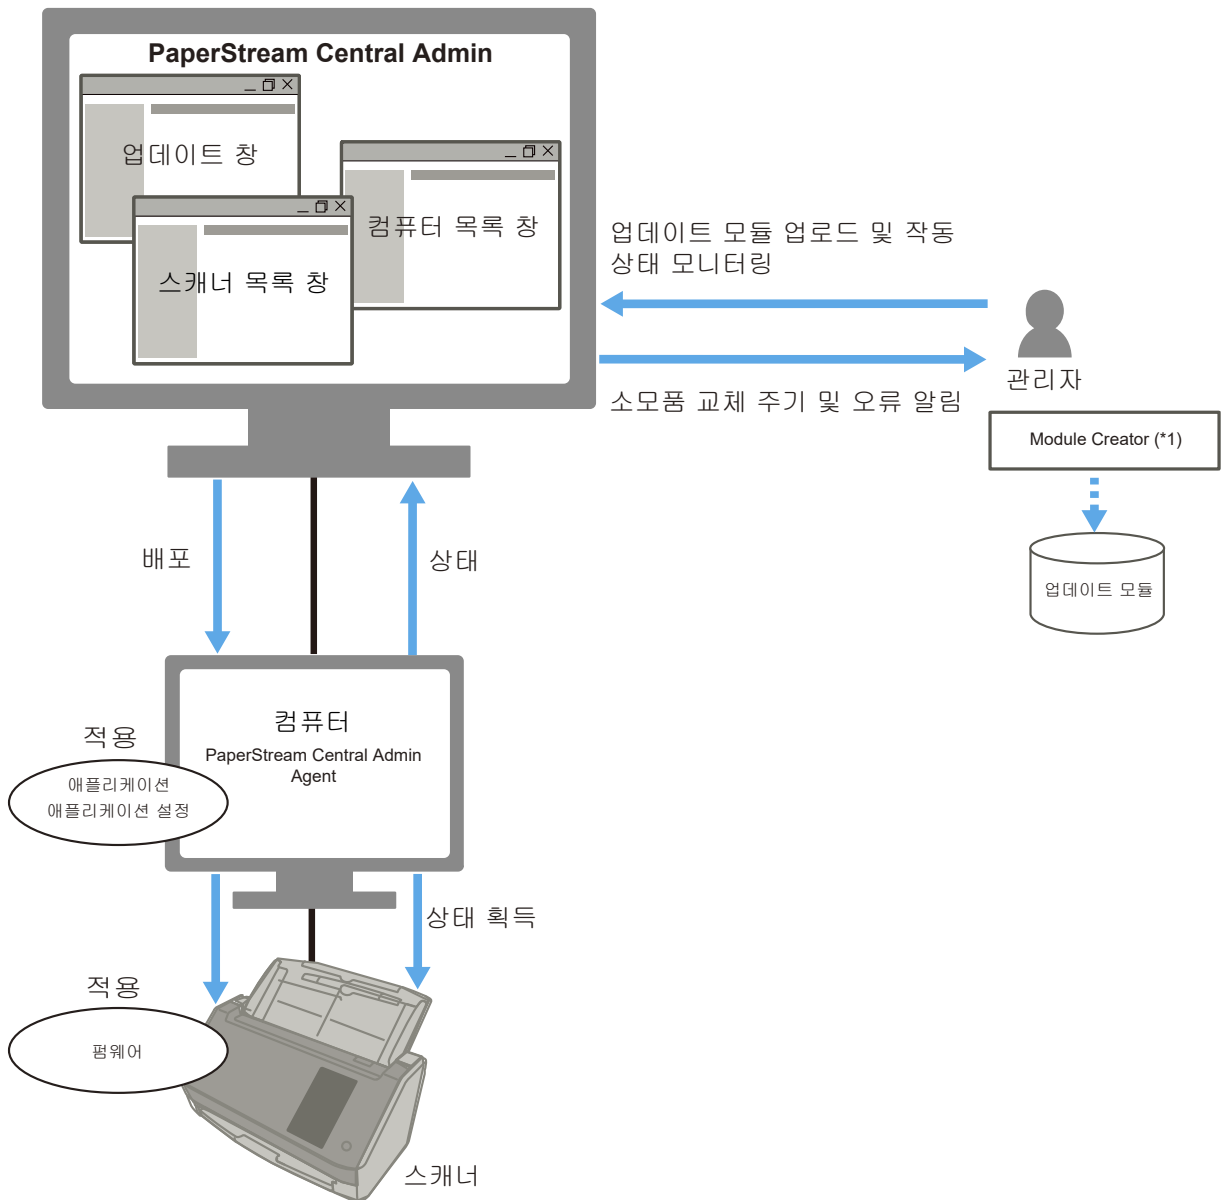 PaperStream Central Admin
업데이트 창
컴퓨터 목록 창
스캐너 목록 창
업데이트 모듈 업로드 및 작동
상태 모니터링
관리자
소모품 교체 주기 및 오류 알림
Module Creator (*1)
업데이트 모듈
배포
상태
컴퓨터
PaperStream Central Admin
Agent
적용
애플리케이션
애플리케이션 설정
상태 획득
적용
펌웨어
스캐너